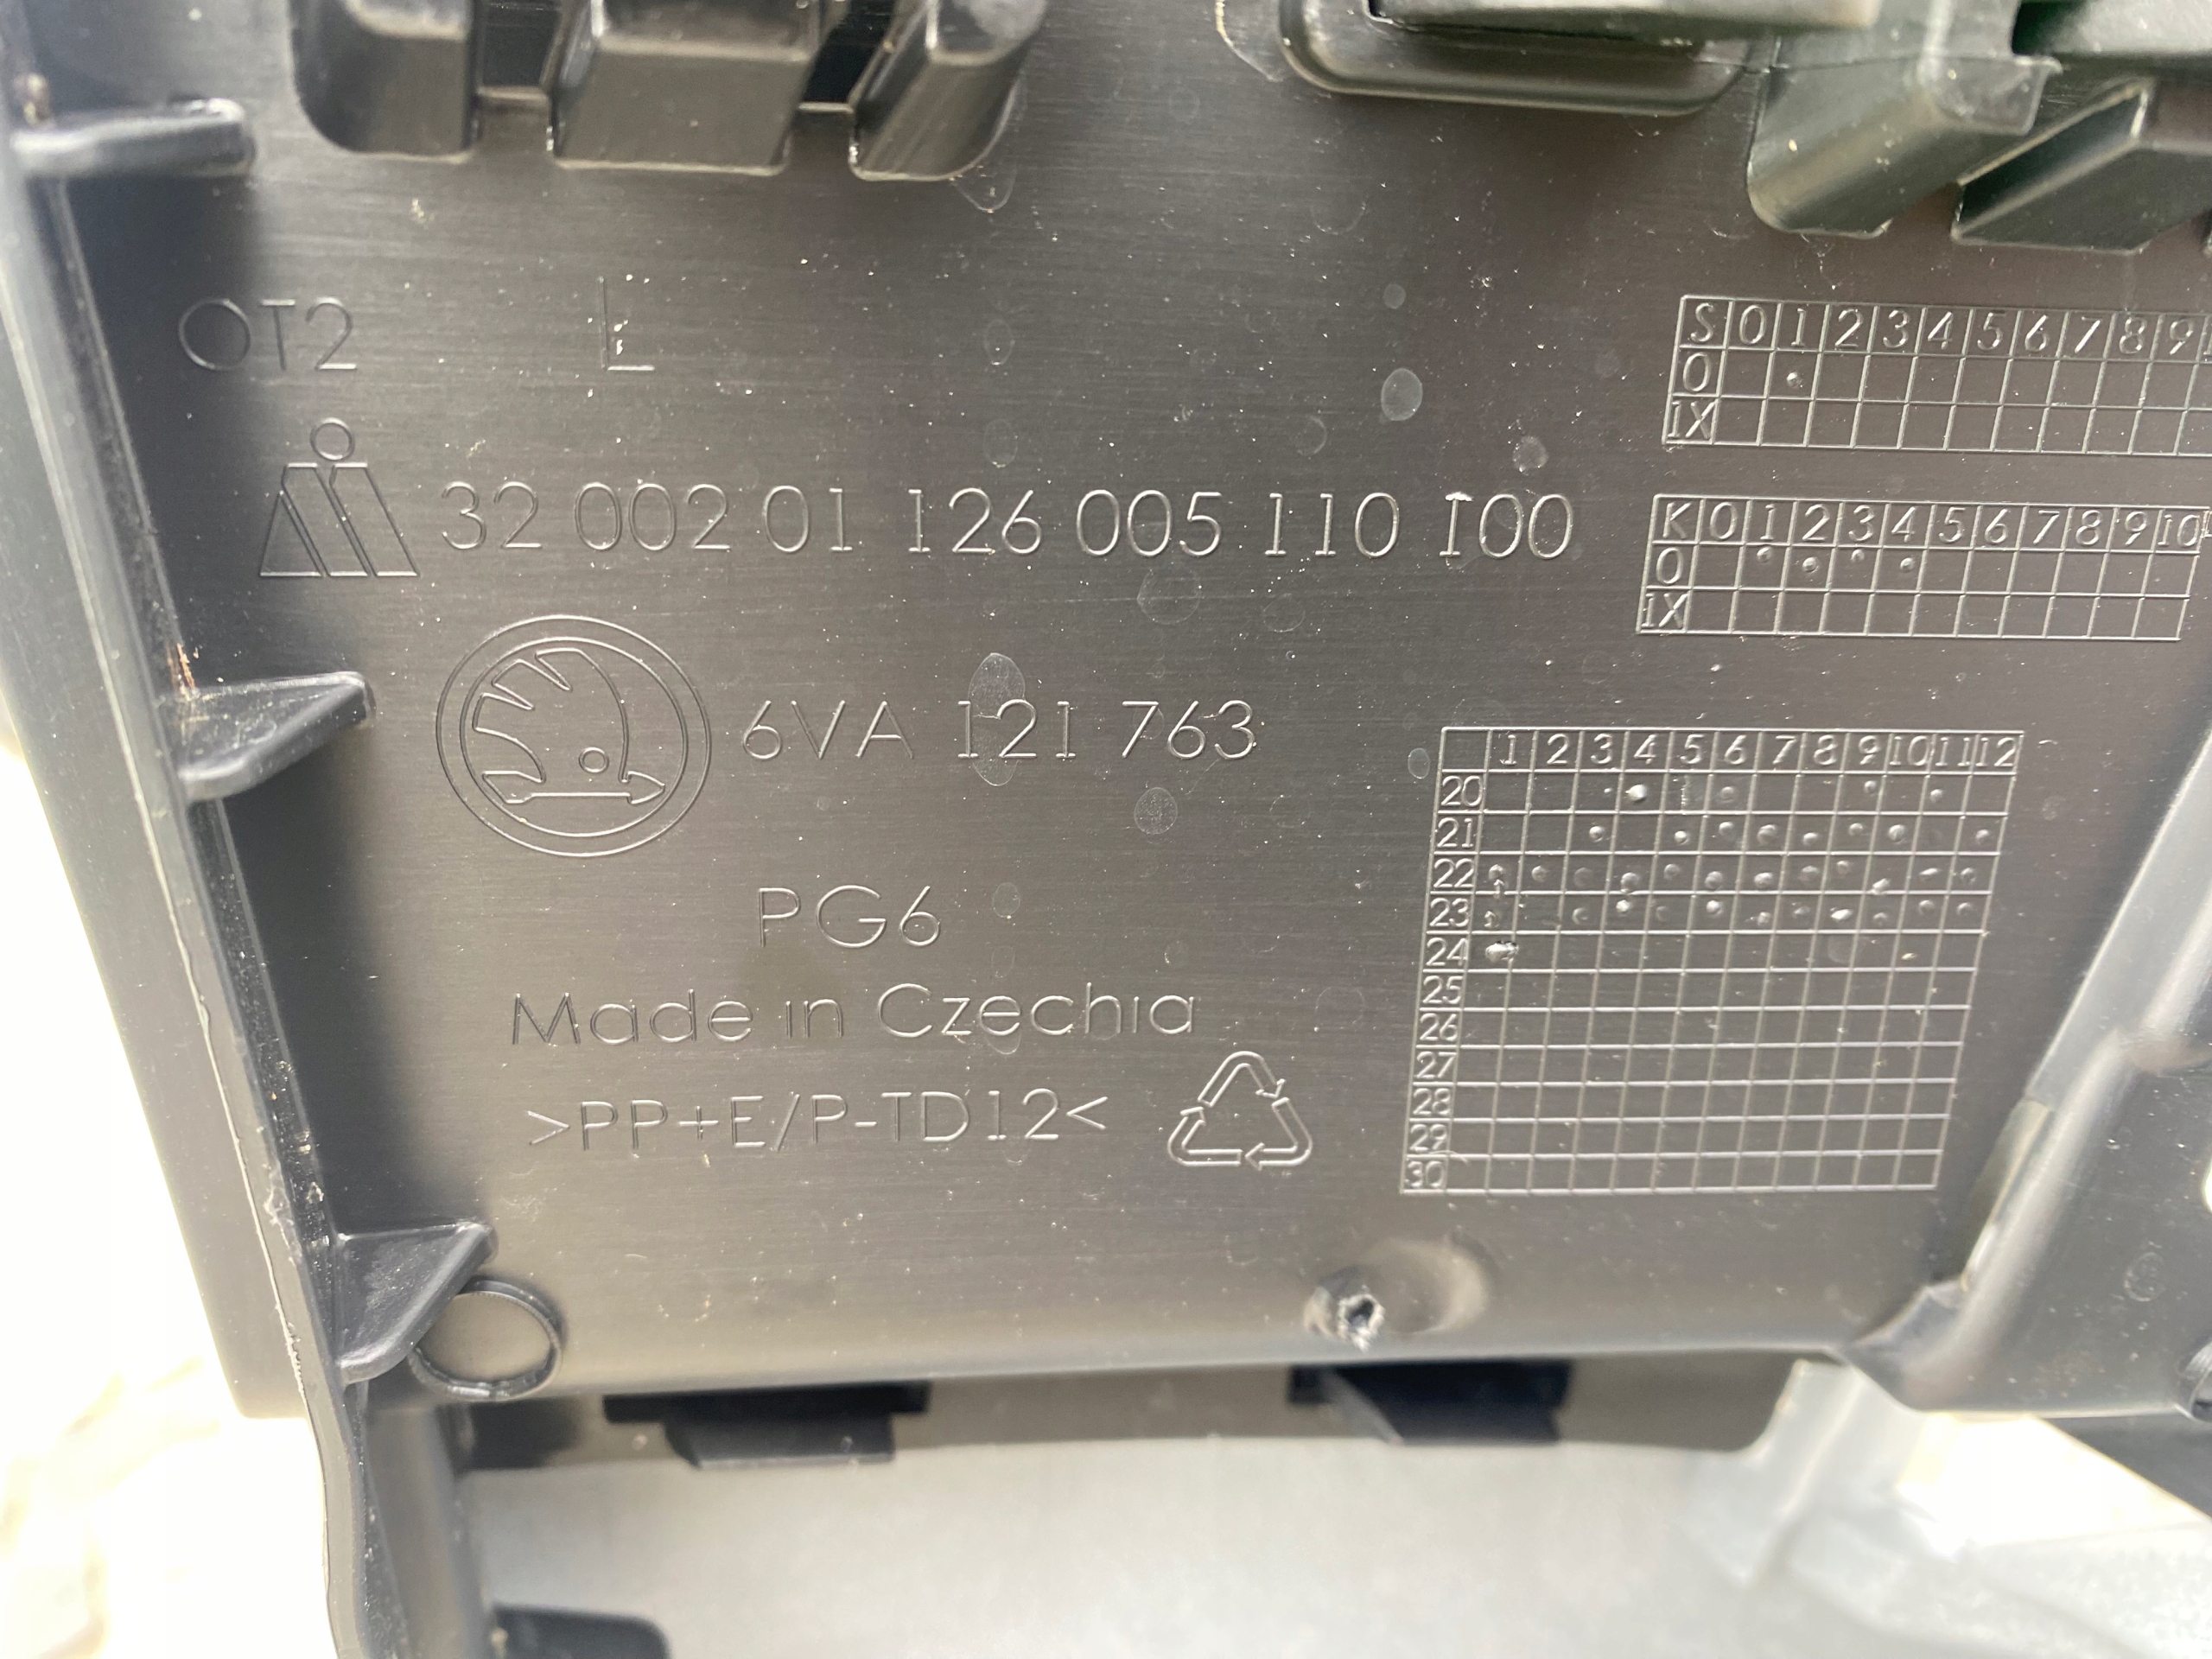 OT2 L
32 002 01 126 005 110 100
6VA 121 763
PG6
Made in Czechia
>PP+E/P-TD12<
S 0 1 2 3 4 5 6 7 8 9
0
1X
K 0 1 2 3 4 5 6 7 8 9 10
0
1X
1 2 3 4 5 6 7 8 9 10 11 12
20
21
22
23
24
25
26
27
28
29
30